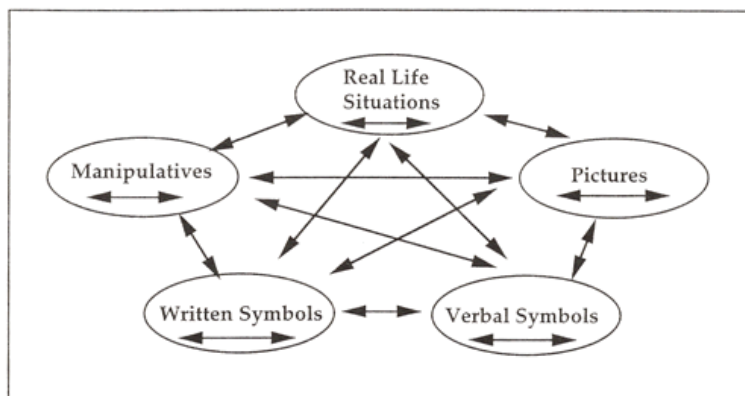 Real Life
Situations
Manipulatives
Pictures
Written Symbols
Verbal Symbols